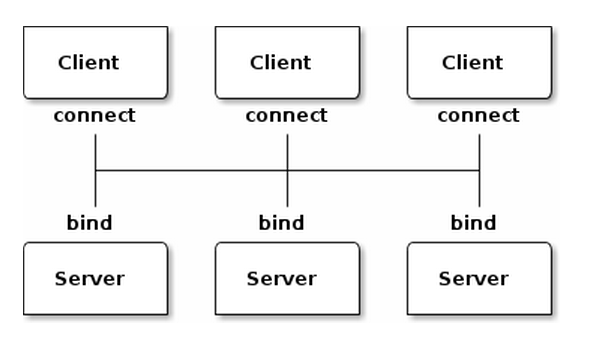 Client Client Client
connect connect connect
bind bind bind
Server Server Server